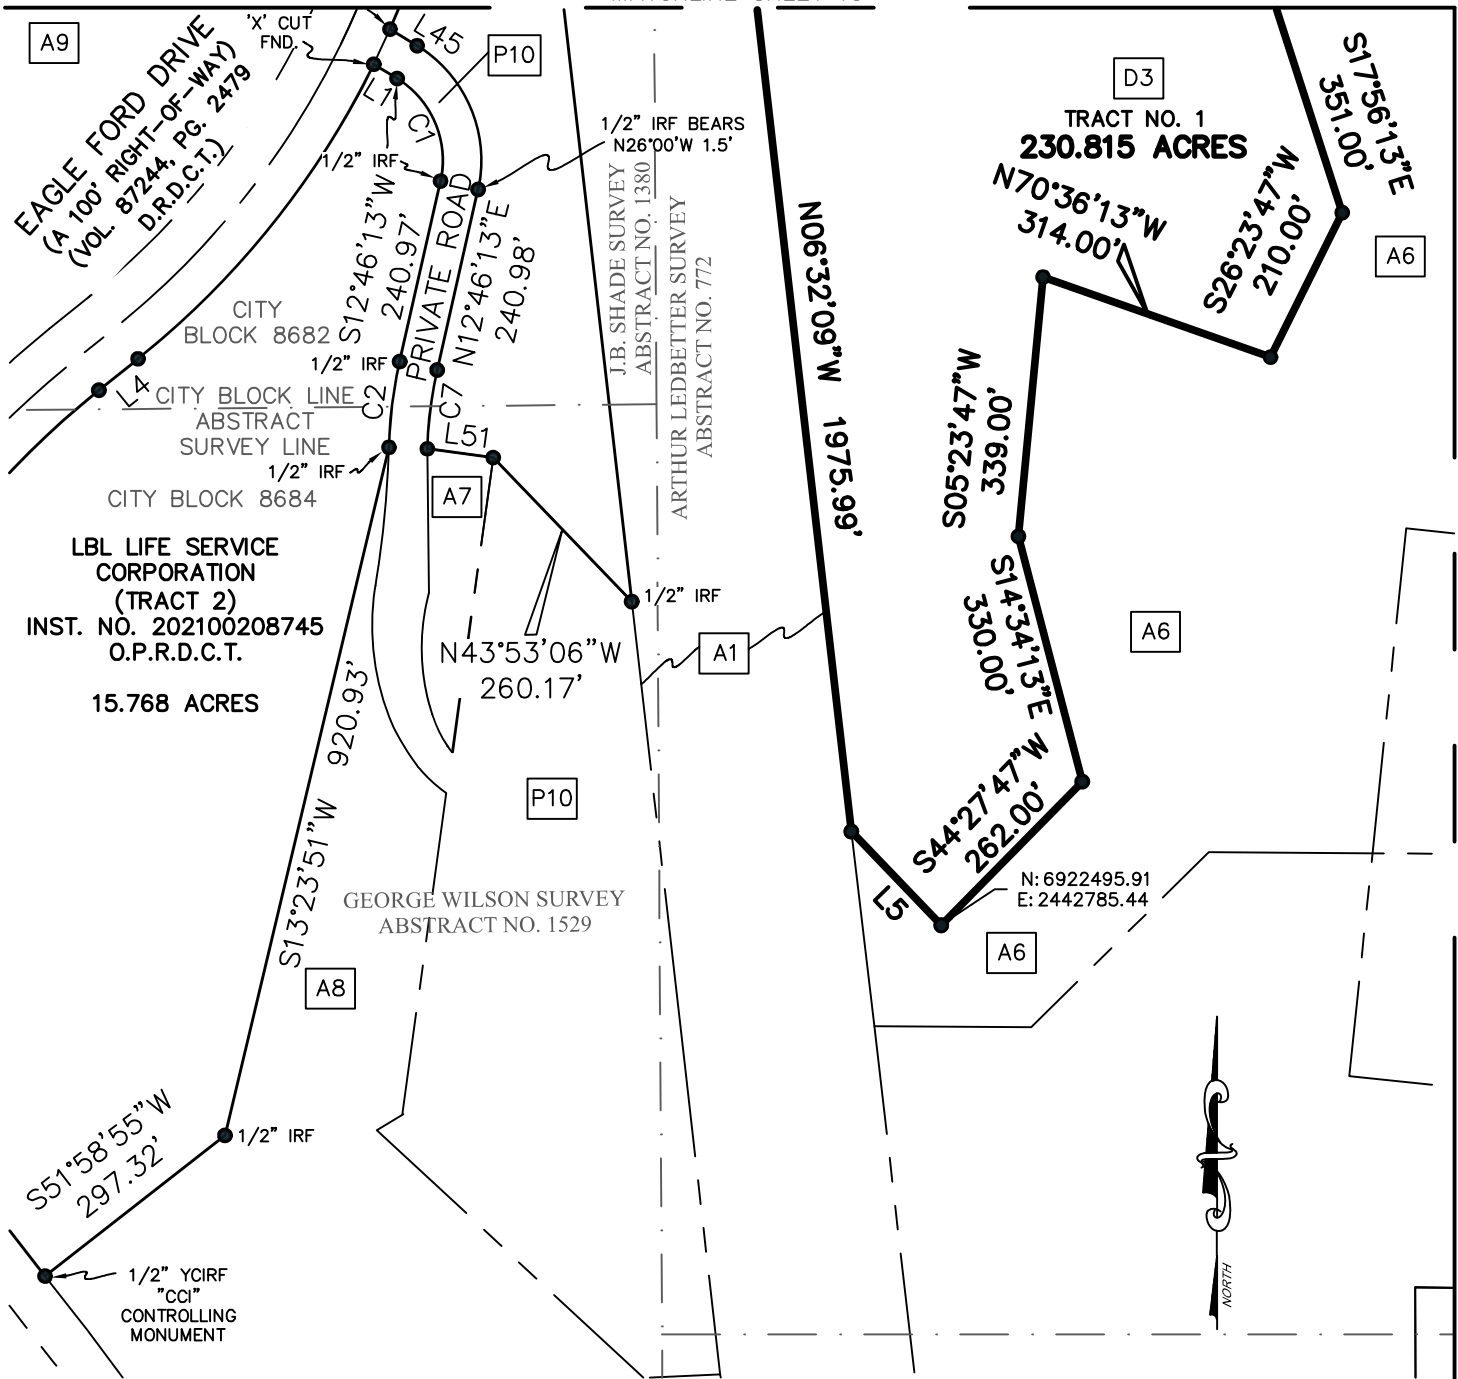 A9
'X' CUT
FND.
L45
P10
EAGLE FORD DRIVE
(A 100' RIGHT-OF-WAY)
(VOL. 87244, PG. 2479
D.R.D.C.T.)
L1
C1
1/2" IRF
1/2" IRF BEARS
N26°00'W 1.5'
D3
TRACT NO. 1
230.815 ACRES
S17°56'13"E
351.00'
N70°36'13"W
314.00'
S26°23'47"W
210.00'
A6
S12°46'13"W
240.97'
PRIVATE ROAD
N12°46'13"E
240.98'
J.B. SHADE SURVEY
ABSTRACT NO. 1380
ARTHUR LEDBETTER SURVEY
ABSTRACT NO. 772
N06°32'09"W 1975.99'
CITY
BLOCK 8682
1/2" IRF
L4
CITY BLOCK LINE
ABSTRACT
SURVEY LINE
C2
C7
L51
1/2" IRF
CITY BLOCK 8684
A7
S05°23'47"W
339.00'
LBL LIFE SERVICE
CORPORATION
(TRACT 2)
INST. NO. 202100208745
O.P.R.D.C.T.
15.768 ACRES
1/2" IRF
N43°53'06"W
260.17'
A1
S14°34'13"E
330.00'
A6
S13°23'51"W 920.93'
P10
S44°27'47"W
262.00'
L5
N: 6922495.91
E: 2442785.44
GEORGE WILSON SURVEY
ABSTRACT NO. 1529
A6
A8
S51°58'55"W
297.32'
1/2" IRF
1/2" YCIRF
"CCI"
CONTROLLING
MONUMENT
NORTH